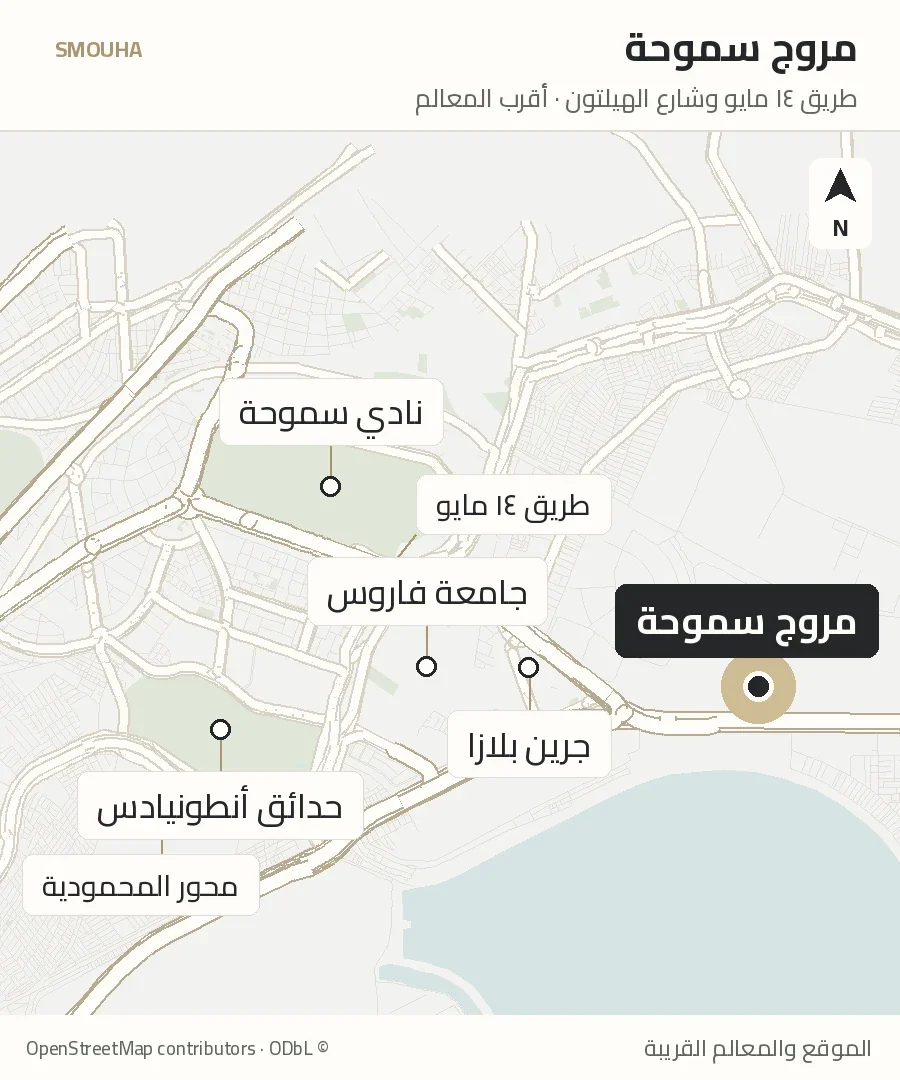 مروج سموحة
SMOUHA
طريق ١٤ مايو وشارع الهيلتون · أقرب المعالم
N
نادي سموحة
طريق ١٤ مايو
جامعة فاروس
مروج سموحة
جرين بلازا
حدائق أنطونيادس
محور المحمودية
الموقع والمعالم القريبة
OpenStreetMap contributors · ODbL ©